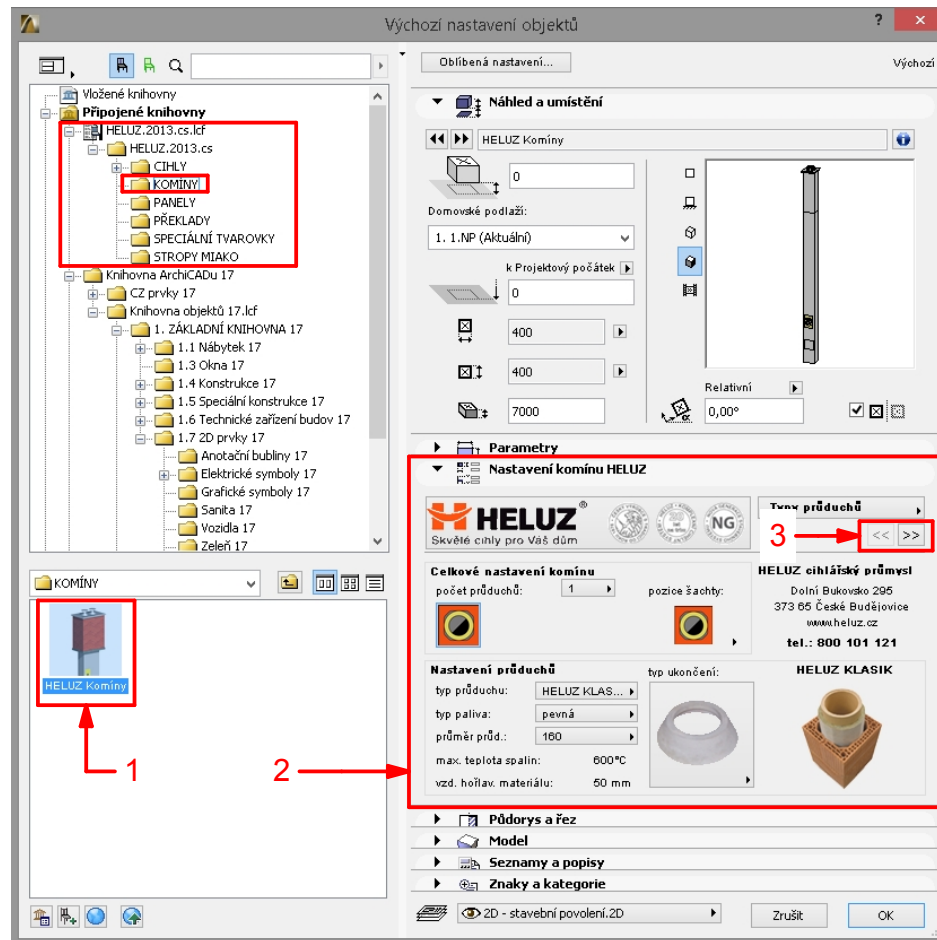 Výchozí nastavení objektů
?
Oblíbená nastavení...
Výchozí
Vložené knihovny
Připojené knihovny
HELUZ.2013.cs.lcf
HELUZ.2013.cs
CIHLY
KOMÍNY
PANELY
PŘEKLADY
SPECIÁLNÍ TVAROVKY
STROPY MIAKO
Knihovna ArchiCADu 17
CZ prvky 17
Knihovna objektů 17.lcf
1. ZÁKLADNÍ KNIHOVNA 17
1.1 Nábytek 17
1.3 Okna 17
1.4 Konstrukce 17
1.5 Speciální konstrukce 17
1.6 Technické zařízení budov 17
1.7 2D prvky 17
Anotační bubliny 17
Elektrické symboly 17
Grafické symboly 17
Sanita 17
Vozidla 17
Zeleň 17
KOMÍNY
HELUZ Komíny
1
2
Náhled a umístění
HELUZ Komíny
0
Domovské podlaží:
1. 1.NP (Aktuální)
k Projektový počátek
0
400
400
7000
Relativní
0,00°
Parametry
Nastavení komínu HELUZ
HELUZ®
Skvělé cihly pro Váš dům
NG
Typy průduchů
3
<< >>
Celkové nastavení komínu
počet průduchů: 1
pozice šachty:
HELUZ cihlářský průmysl
Dolní Bukovsko 295
373 65 České Budějovice
www.heluz.cz
tel.: 800 101 121
Nastavení průduchů
typ průduchu: HELUZ KLAS...
typ paliva: pevná
průměr průd.: 160
max. teplota spalin: 600°C
vzd. hořlav. materiálu: 50 mm
typ ukončení:
HELUZ KLASIK
Půdorys a řez
Model
Seznamy a popisy
Znaky a kategorie
2D - stavební povolení.2D
Zrušit
OK